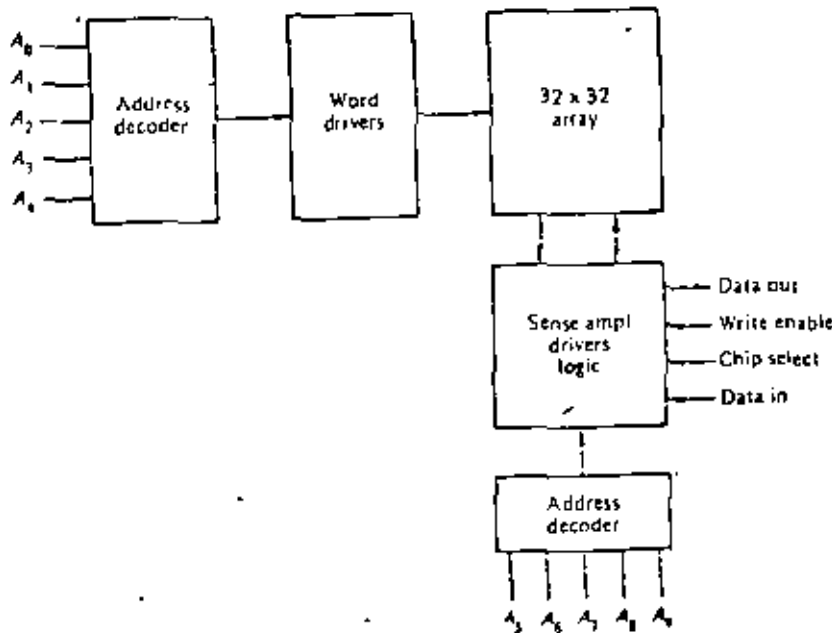 A₀
A₁
A₂
A₃
A₄
Address
decoder
Word
drivers
32 x 32
array
Sense ampl
drivers
logic
Data out
Write enable
Chip select
Data in
Address
decoder
A₅ A₆ A₇ A₈ A₉